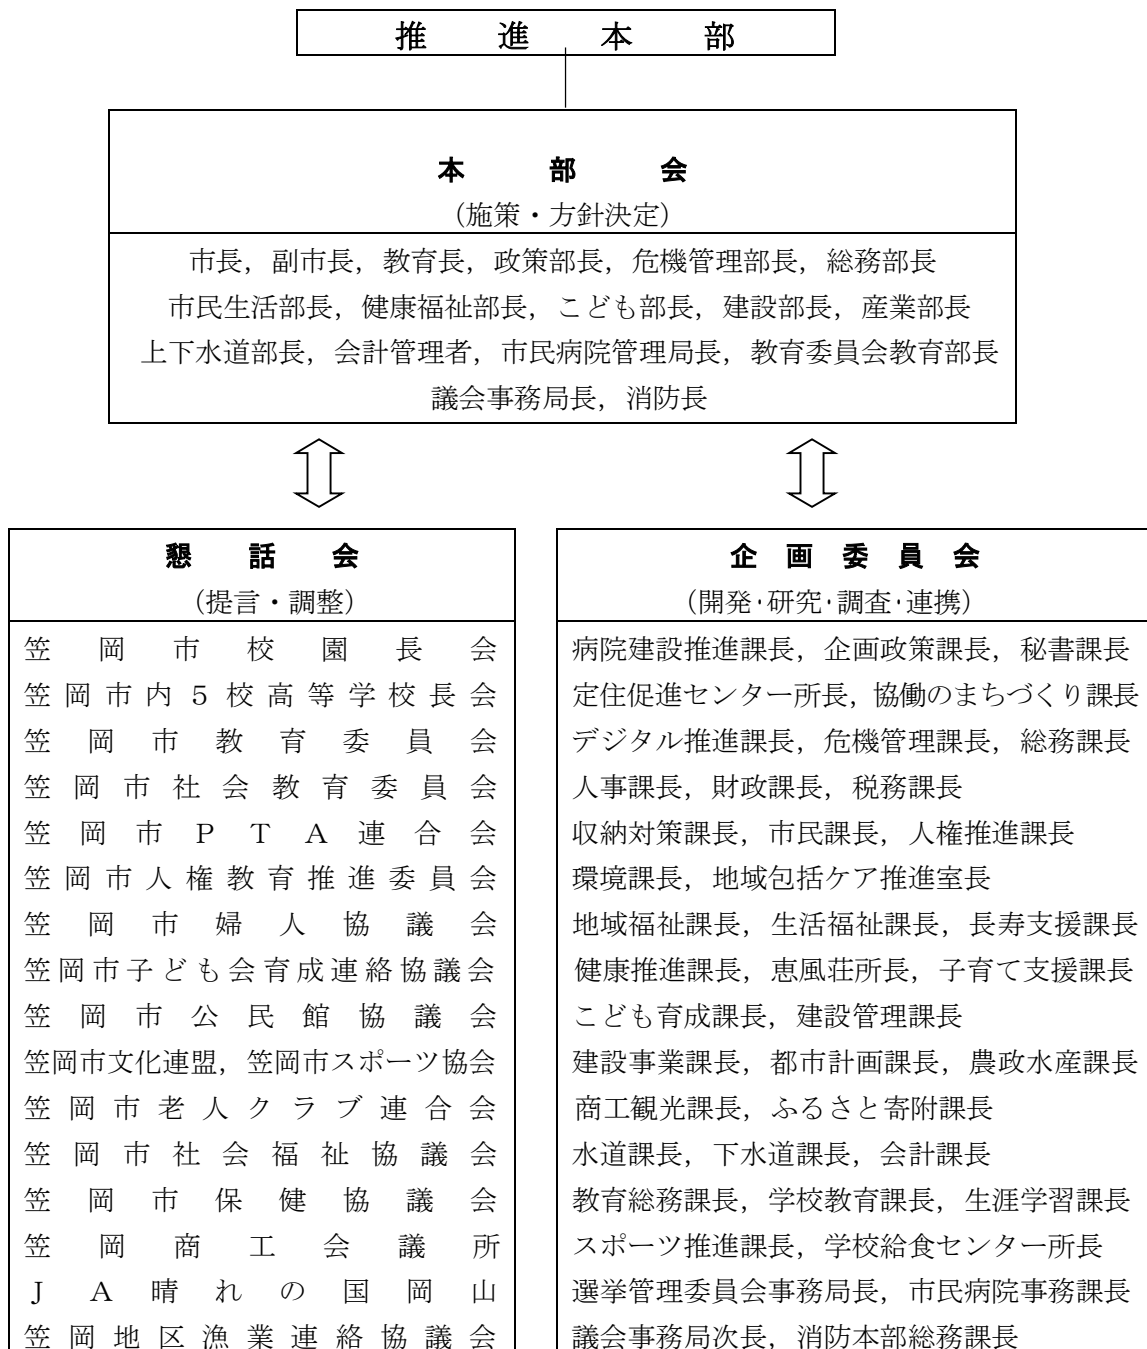 推進本部
本部会
(施策・方針決定)
市長，副市長，教育長，政策部長，危機管理部長，総務部長
市民生活部長，健康福祉部長，こども部長，建設部長，産業部長
上下水道部長，会計管理者，市民病院管理局長，教育委員会教育部長
議会事務局長，消防長
懇話会
(提言・調整)
笠岡市校園長会
笠岡市内５校高等学校長会
笠岡市教育委員会
笠岡市社会教育委員会
笠岡市ＰＴＡ連合会
笠岡市人権教育推進委員会
笠岡市婦人協議会
笠岡市子ども会育成連絡協議会
笠岡市公民館協議会
笠岡市文化連盟，笠岡市スポーツ協会
笠岡市老人クラブ連合会
笠岡市社会福祉協議会
笠岡市保健協議会
笠岡商工会議所
ＪＡ晴れの国岡山
笠岡地区漁業連絡協議会
企画委員会
(開発・研究・調査・連携)
病院建設推進課長，企画政策課長，秘書課長
定住促進センター所長，協働のまちづくり課長
デジタル推進課長，危機管理課長，総務課長
人事課長，財政課長，税務課長
収納対策課長，市民課長，人権推進課長
環境課長，地域包括ケア推進室長
地域福祉課長，生活福祉課長，長寿支援課長
健康推進課長，恵風荘所長，子育て支援課長
こども育成課長，建設管理課長
建設事業課長，都市計画課長，農政水産課長
商工観光課長，ふるさと寄附課長
水道課長，下水道課長，会計課長
教育総務課長，学校教育課長，生涯学習課長
スポーツ推進課長，学校給食センター所長
選挙管理委員会事務局長，市民病院事務課長
議会事務局次長，消防本部総務課長